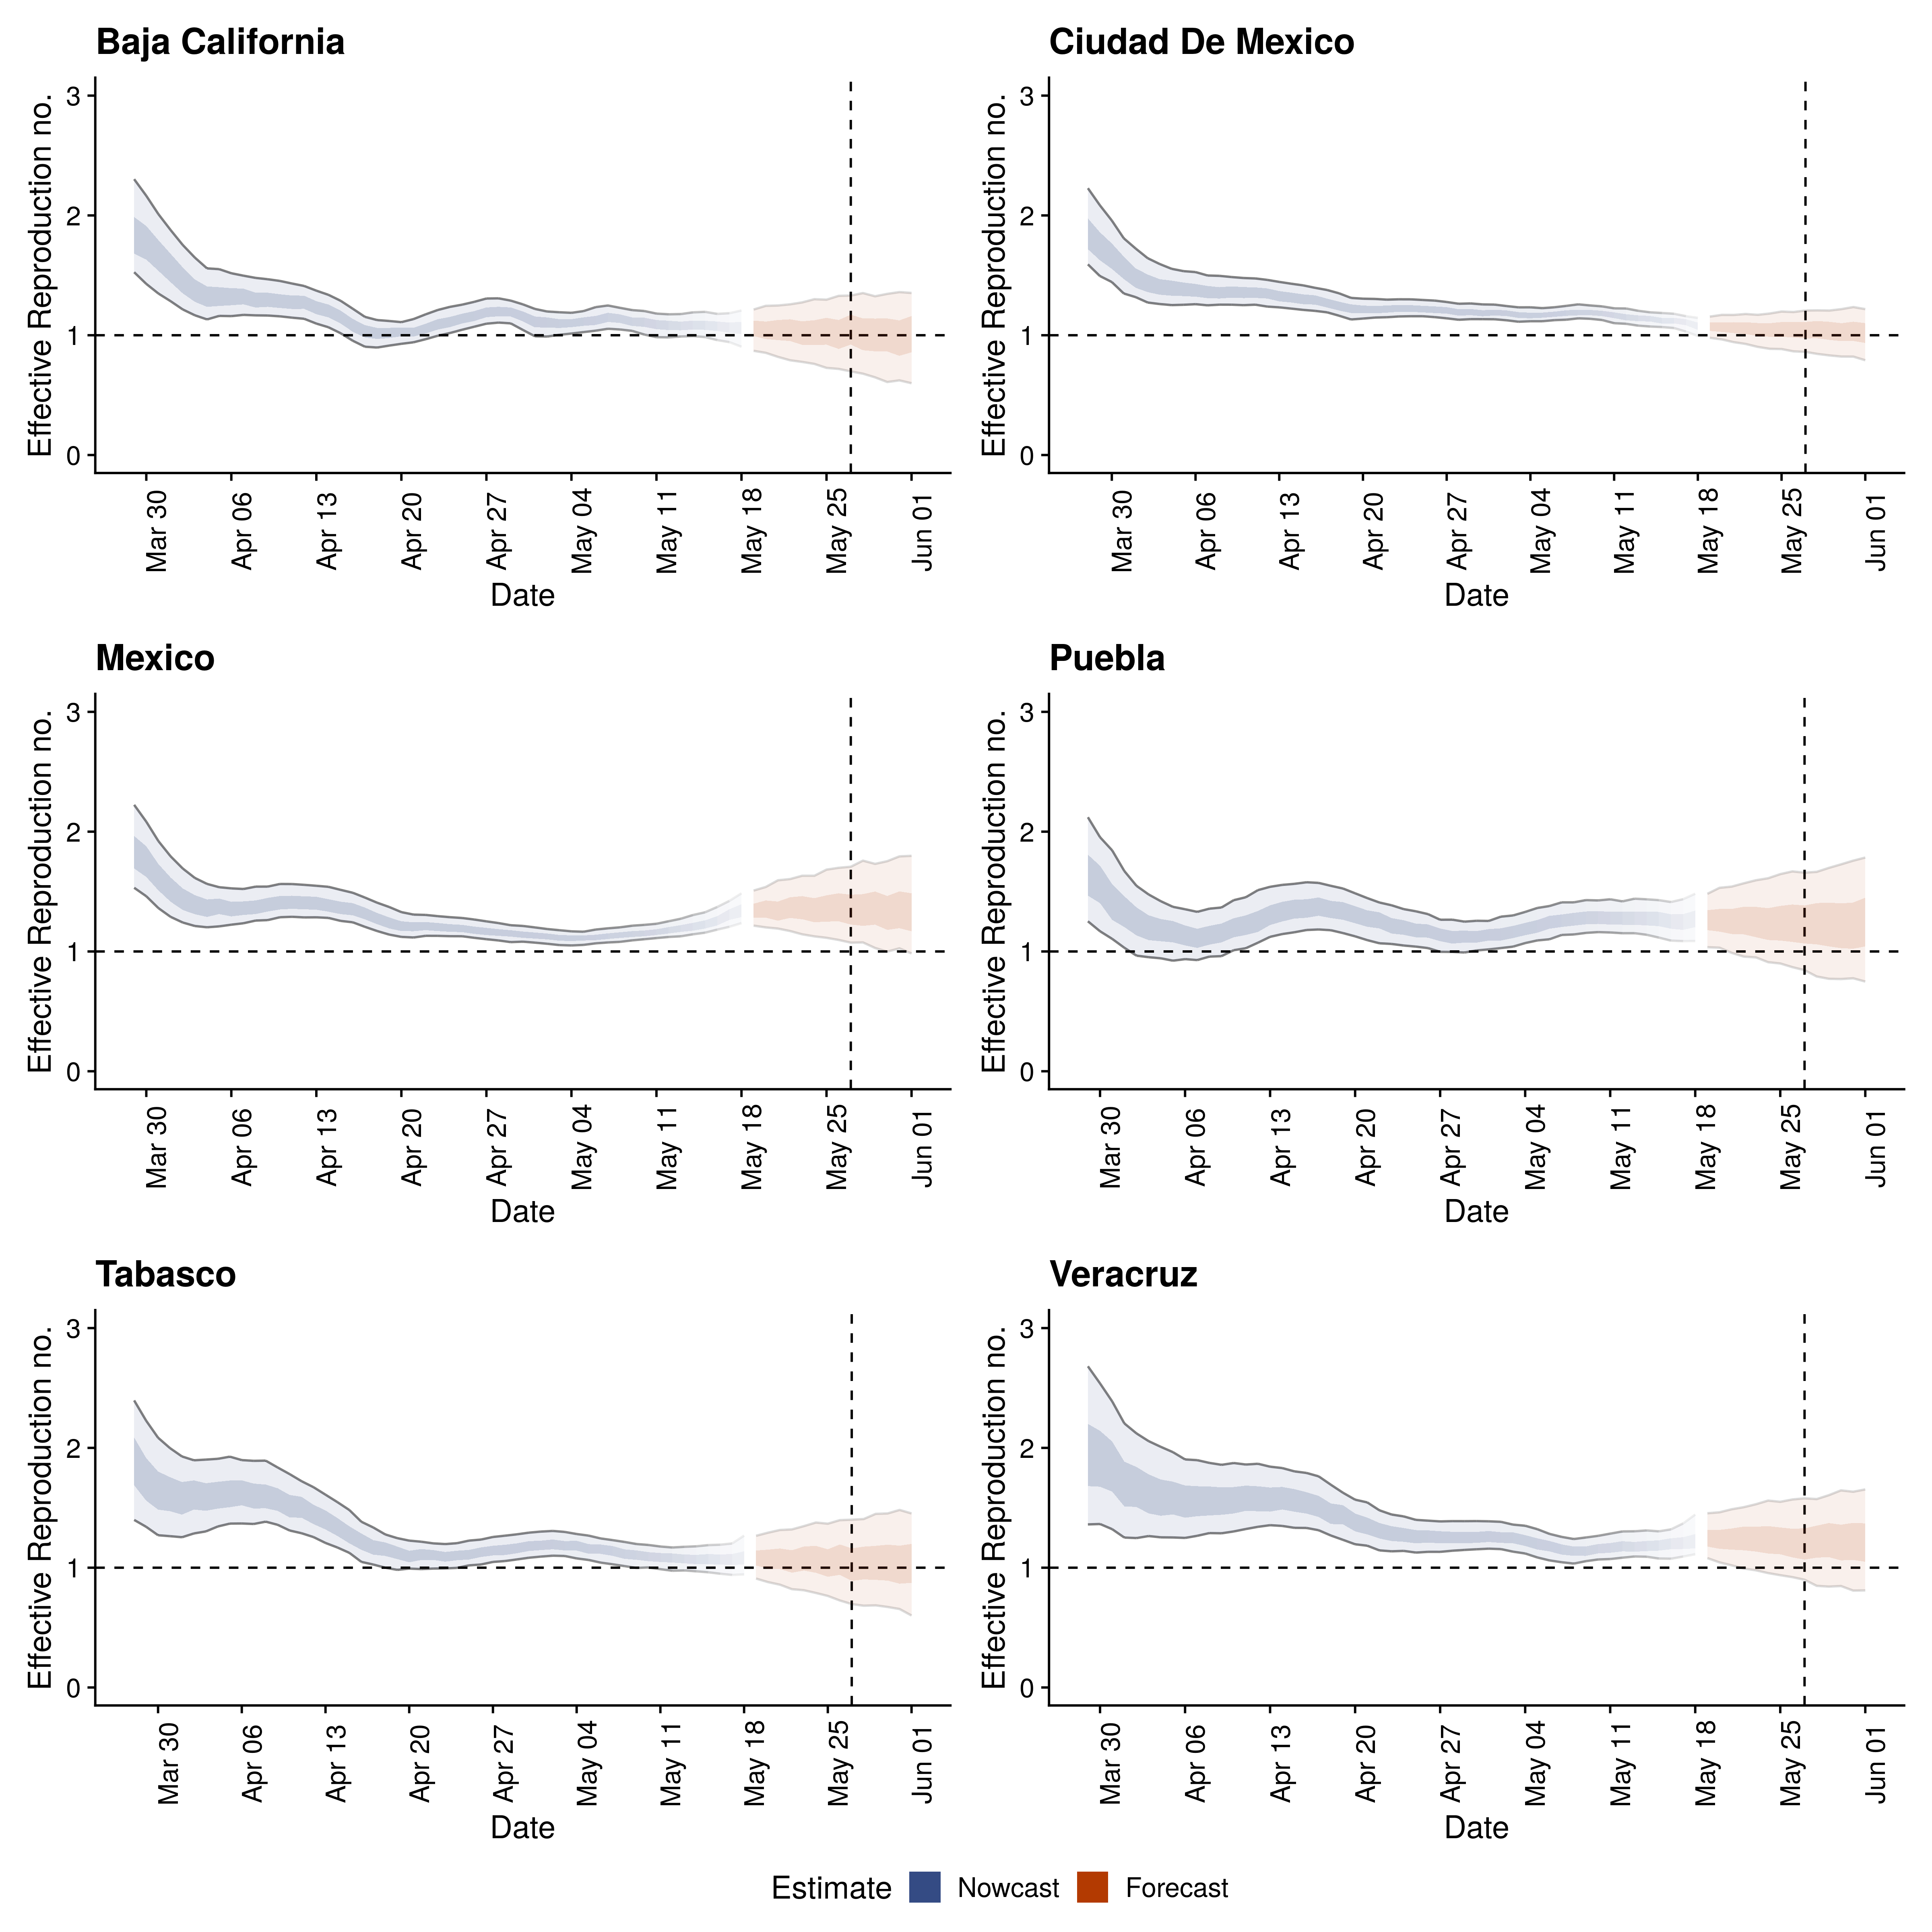 Baja California
Effective Reproduction no.
3
2
1
0
Mar 30
Apr 06
Apr 13
Apr 20
Apr 27
May 04
May 11
May 18
May 25
Jun 01
Date
Ciudad De Mexico
Effective Reproduction no.
3
2
1
0
Mar 30
Apr 06
Apr 13
Apr 20
Apr 27
May 04
May 11
May 18
May 25
Jun 01
Date
Mexico
Effective Reproduction no.
3
2
1
0
Mar 30
Apr 06
Apr 13
Apr 20
Apr 27
May 04
May 11
May 18
May 25
Jun 01
Date
Puebla
Effective Reproduction no.
3
2
1
0
Mar 30
Apr 06
Apr 13
Apr 20
Apr 27
May 04
May 11
May 18
May 25
Jun 01
Date
Tabasco
Effective Reproduction no.
3
2
1
0
Mar 30
Apr 06
Apr 13
Apr 20
Apr 27
May 04
May 11
May 18
May 25
Jun 01
Date
Veracruz
Effective Reproduction no.
3
2
1
0
Mar 30
Apr 06
Apr 13
Apr 20
Apr 27
May 04
May 11
May 18
May 25
Jun 01
Date
Estimate Nowcast Forecast